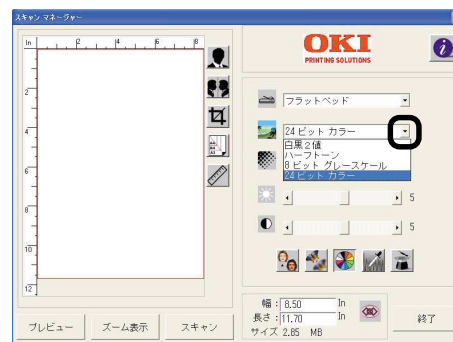 スキャン マネージャー
In
2
4
6
8
2
4
6
8
10
12
OKI
PRINTING SOLUTIONS
i
フラットベッド
24 ビット カラー
白黒２値
ハーフトーン
8 ビット グレースケール
24 ビット カラー
5
5
幅 : 8.50 In
長さ : 11.70 In
サイズ 2.85 MB
プレビュー
ズーム表示
スキャン
終了